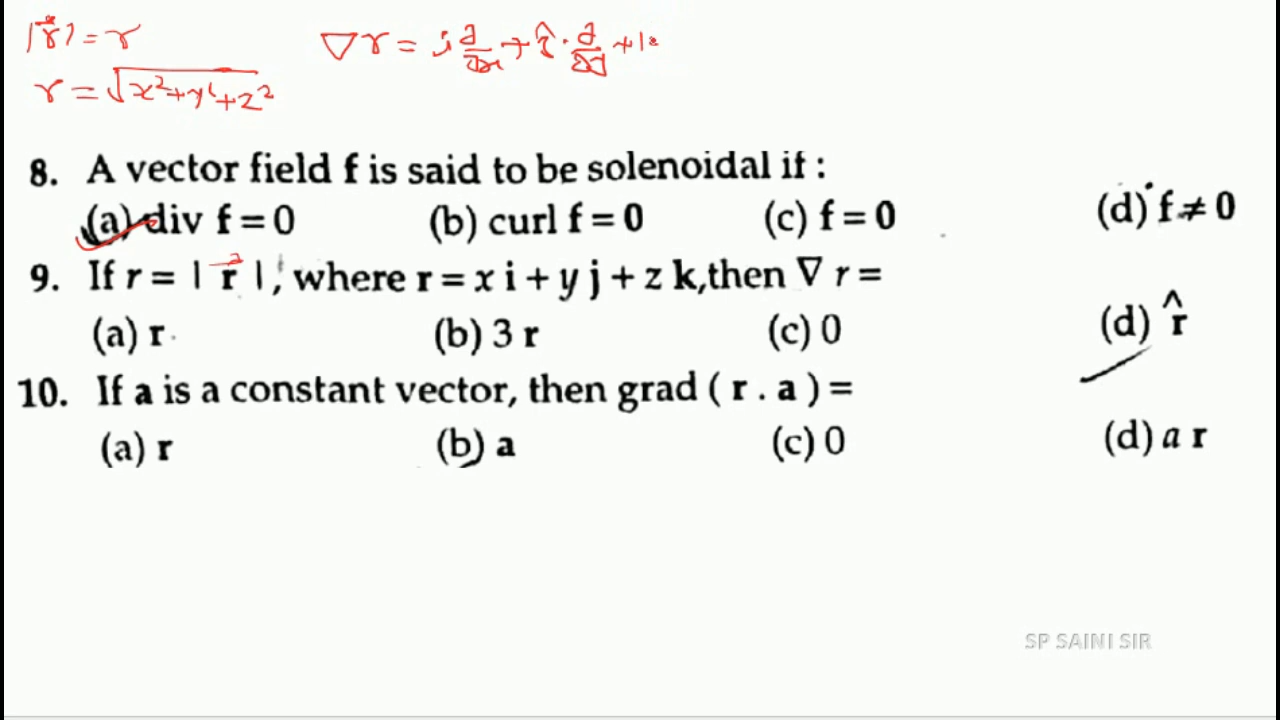 |r⃗| = r
∇r = i ∂/∂x + j · ∂/∂y + k
r = √x²+y²+z²
8. A vector field f is said to be solenoidal if :
(a) div f = 0 (b) curl f = 0 (c) f = 0 (d) f ≠ 0
9. If r = | r⃗ |, where r = x i + y j + z k, then ∇ r =
(a) r (b) 3 r (c) 0 (d) r̂
10. If a is a constant vector, then grad ( r . a ) =
(a) r (b) a (c) 0 (d) a r
SP SAINI SIR